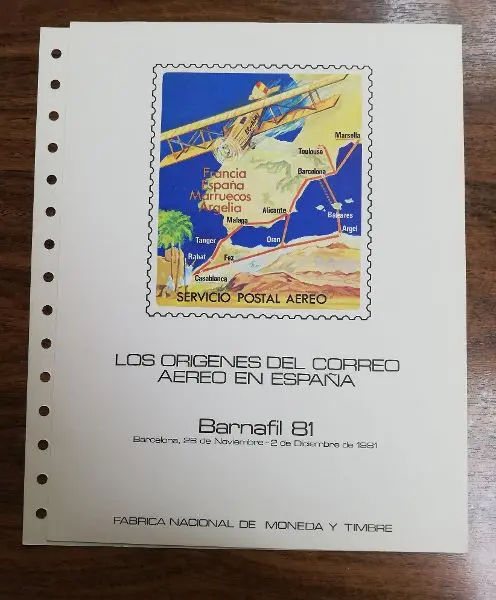 Marsella
Toulouse
Barcelona
Francia
España
Marruecos
Argelia
Baleares
Alicante
Malaga
Argel
Tanger
Oran
Rabat
Fez
Casablanca
SERVICIO POSTAL AEREO
LOS ORIGENES DEL CORREO
AEREO EN ESPAÑA
Barnafil 81
Barcelona, 28 de Noviembre-2 de Diciembre de 1981
FABRICA NACIONAL DE MONEDA Y TIMBRE